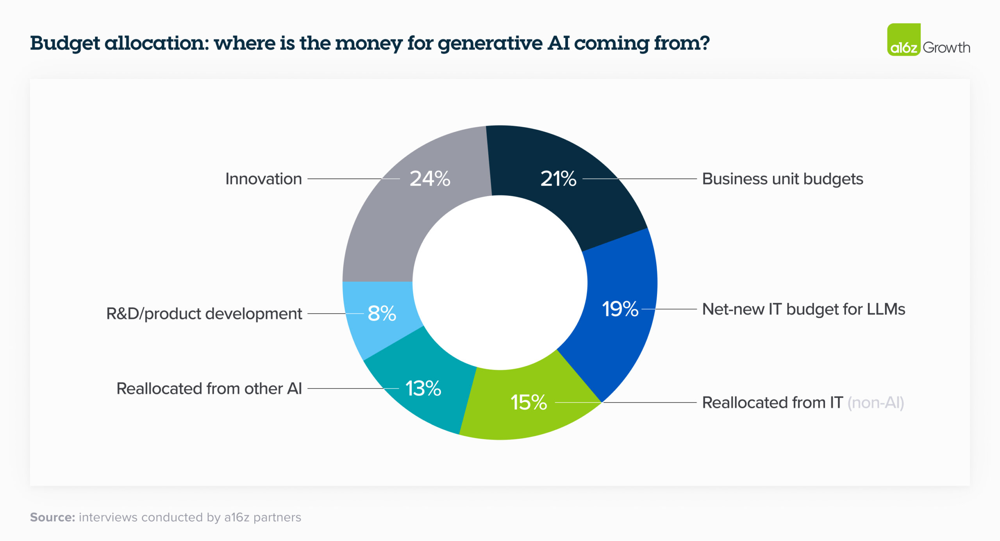 Budget allocation: where is the money for generative AI coming from?
a16z Growth
Innovation
24%
21%
Business unit budgets
R&D/product development
8%
19%
Net-new IT budget for LLMs
Reallocated from other AI
13%
15%
Reallocated from IT (non-AI)
Source: interviews conducted by a16z partners